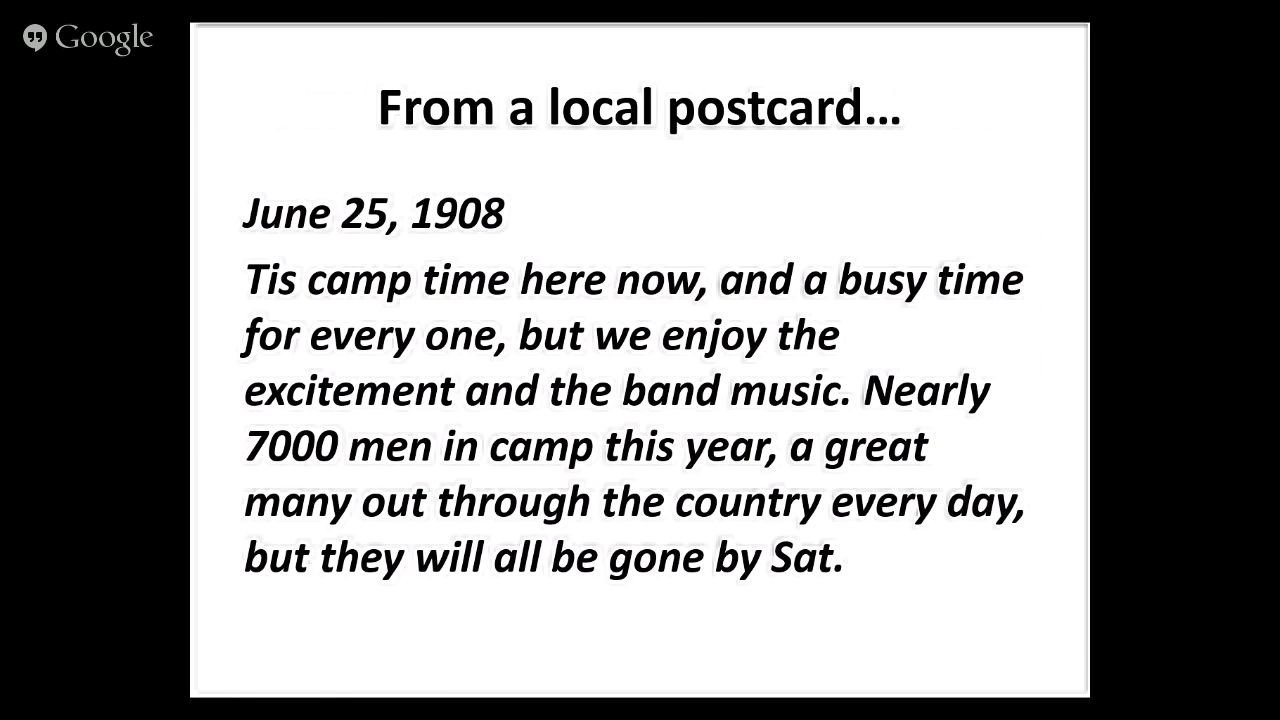 Google
From a local postcard…
June 25, 1908
Tis camp time here now, and a busy time
for every one, but we enjoy the
excitement and the band music. Nearly
7000 men in camp this year, a great
many out through the country every day,
but they will all be gone by Sat.